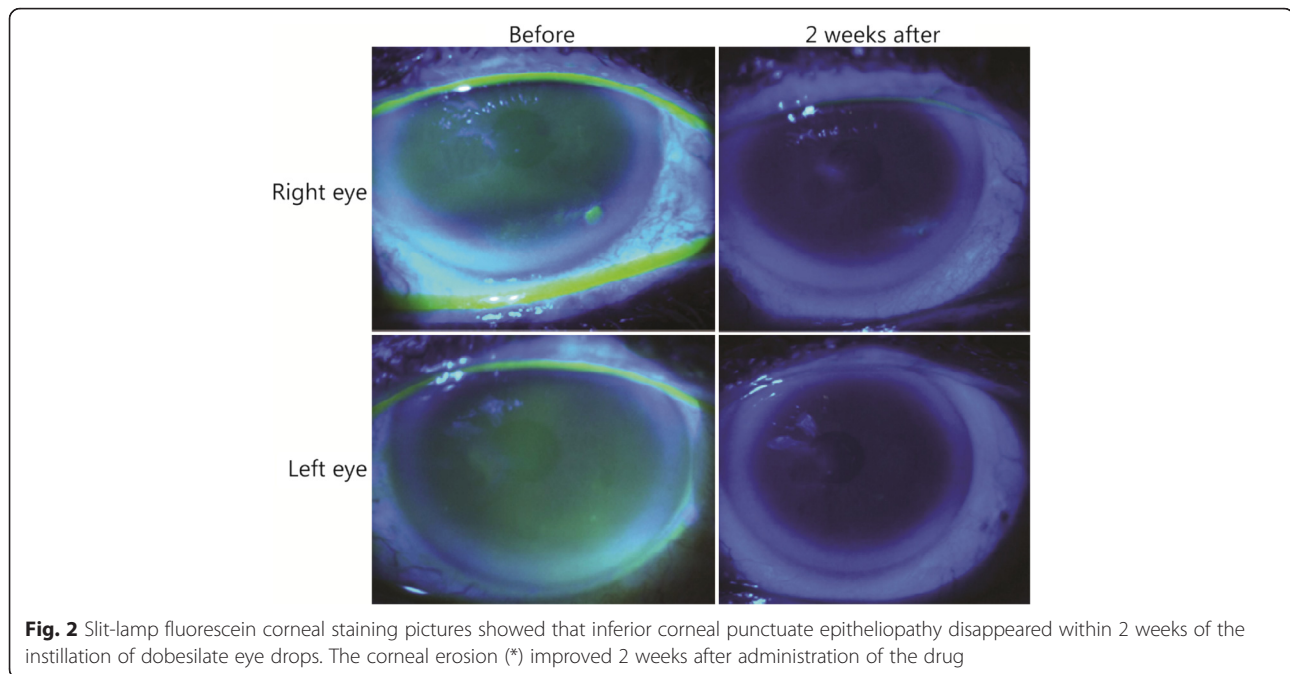 Before
2 weeks after
Right eye
Left eye
Fig. 2 Slit-lamp fluorescein corneal staining pictures showed that inferior corneal punctuate epitheliopathy disappeared within 2 weeks of the
instillation of dobesilate eye drops. The corneal erosion (*) improved 2 weeks after administration of the drug